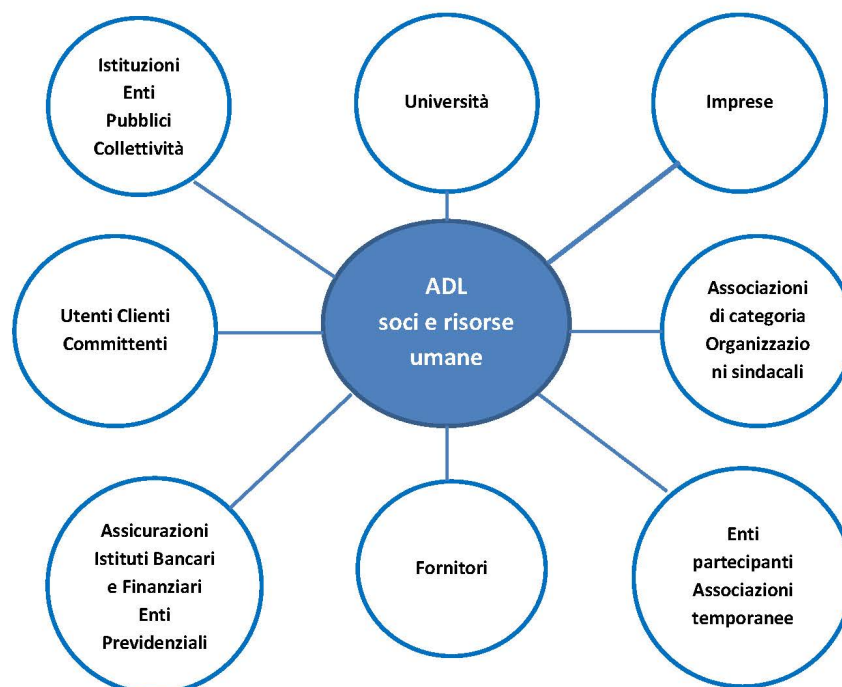 Istituzioni
Enti
Pubblici
Collettività
Università
Imprese
ADL
soci e risorse
umane
Utenti Clienti
Committenti
Associazioni
di categoria
Organizzazio
ni sindacali
Assicurazioni
Istituti Bancari
e Finanziari
Enti
Previdenziali
Fornitori
Enti
partecipanti
Associazioni
temporanee